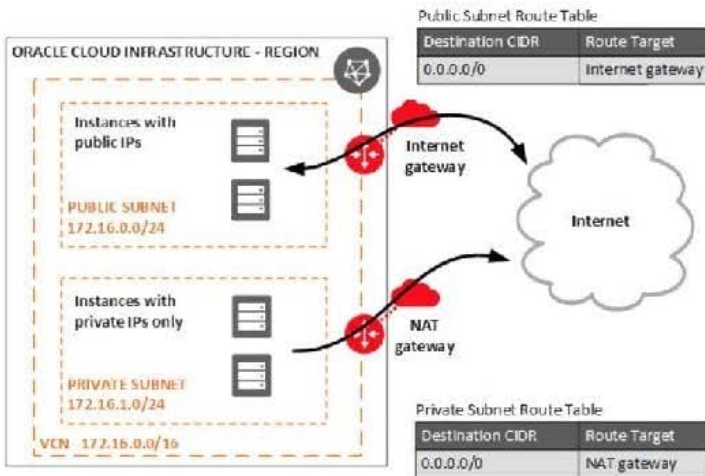 Public Subnet Route Table
Destination CIDR Route Target
0.0.0.0/0 Internet gateway
ORACLE CLOUD INFRASTRUCTURE - REGION
Instances with
public IPs
PUBLIC SUBNET
172.16.0.0/24
Internet
gateway
Internet
Instances with
private IPs only
PRIVATE SUBNET
172.16.1.0/24
NAT
gateway
VCN 172.16.0.0/16
Private Subnet Route Table
Destination CIDR Route Target
0.0.0.0/0 NAT gateway